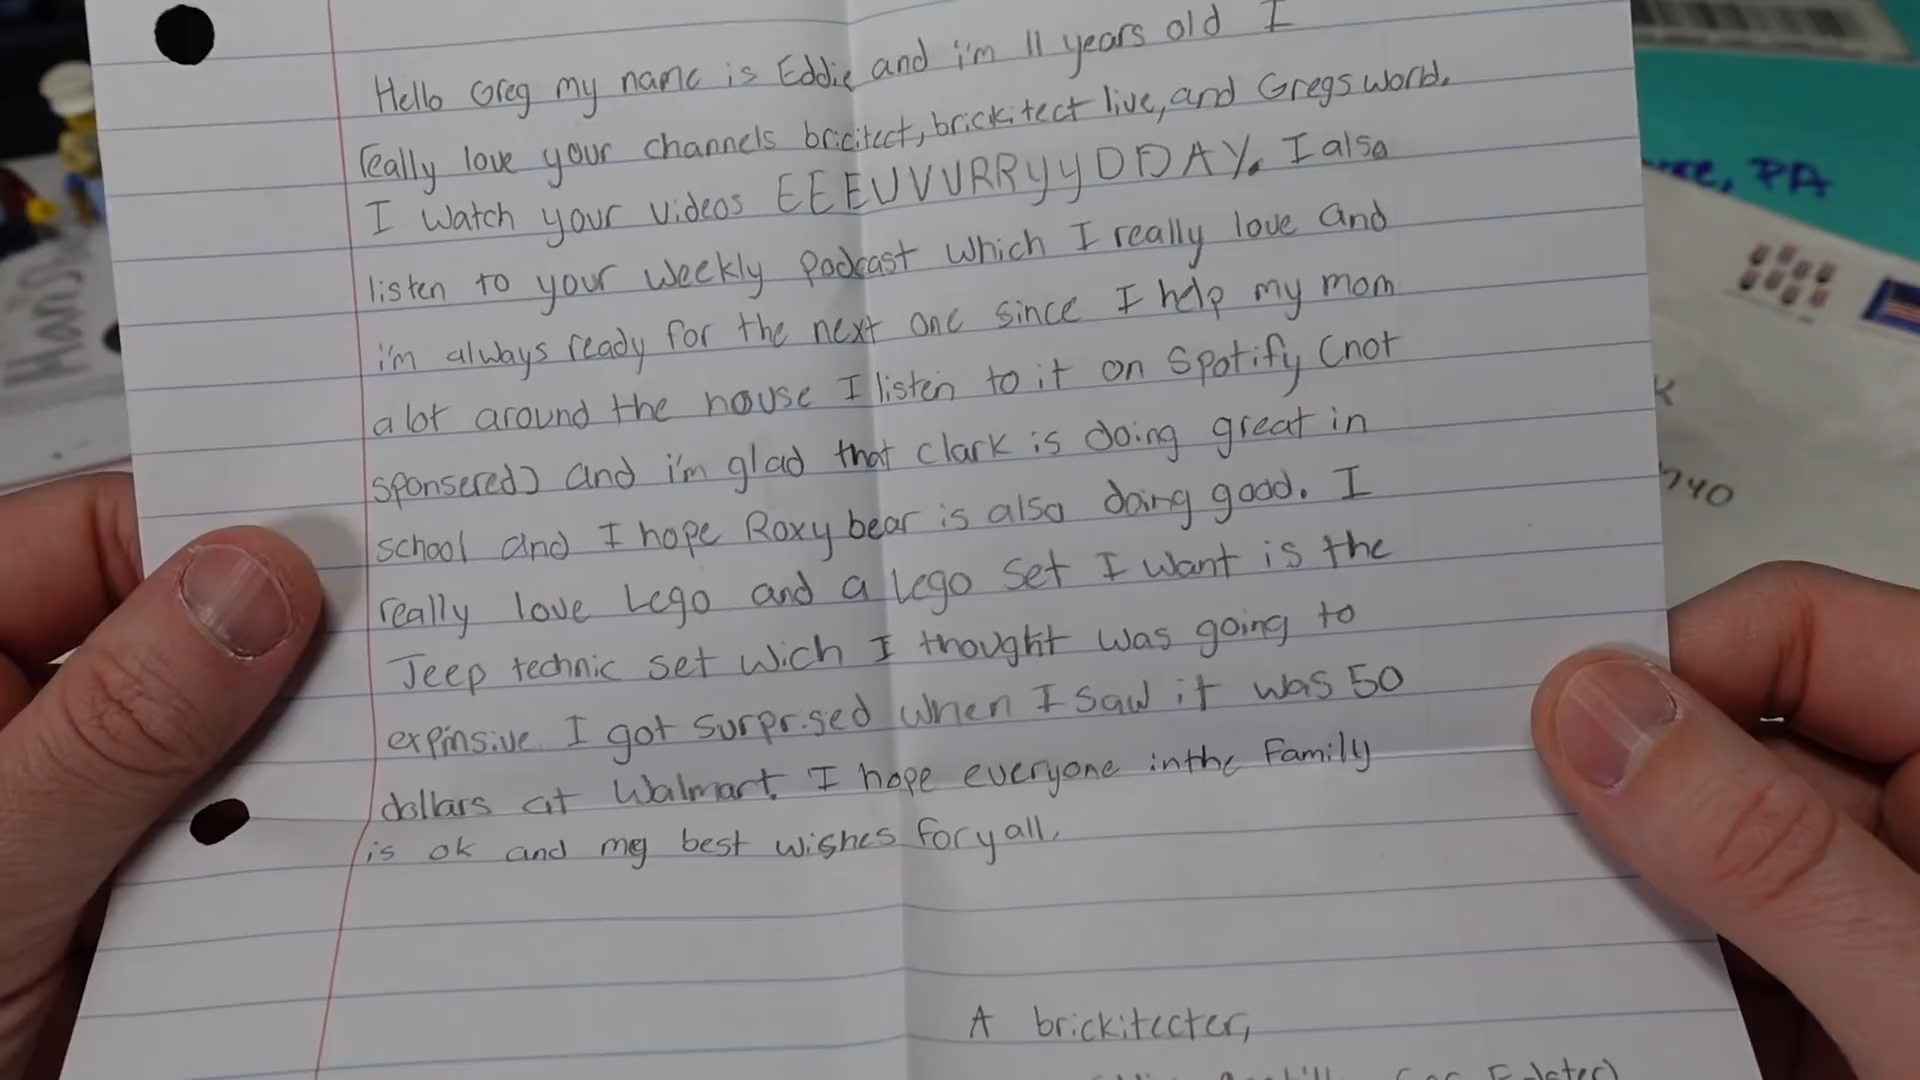 Hello Greg my name is Eddie and i'm 11 years old I
really love your channels bricitect, brickitect live, and Gregs world.
I watch your videos EEEUVVURRYYDDAY. I also
listen to your weekly podcast which I really love and
i'm always ready for the next one since I help my mom
a lot around the house I listen to it on Spotify (not
sponsered) and i'm glad that clark is doing great in
school and I hope Roxy bear is also doing good. I
really love Lego and a Lego set I want is the
Jeep technic set wich I thought was going to
expinsive. I got surprised when I saw it was 50
dollars at Walmart. I hope everyone in the Family
is ok and my best wishes for y all.
A brickitecter,
PA